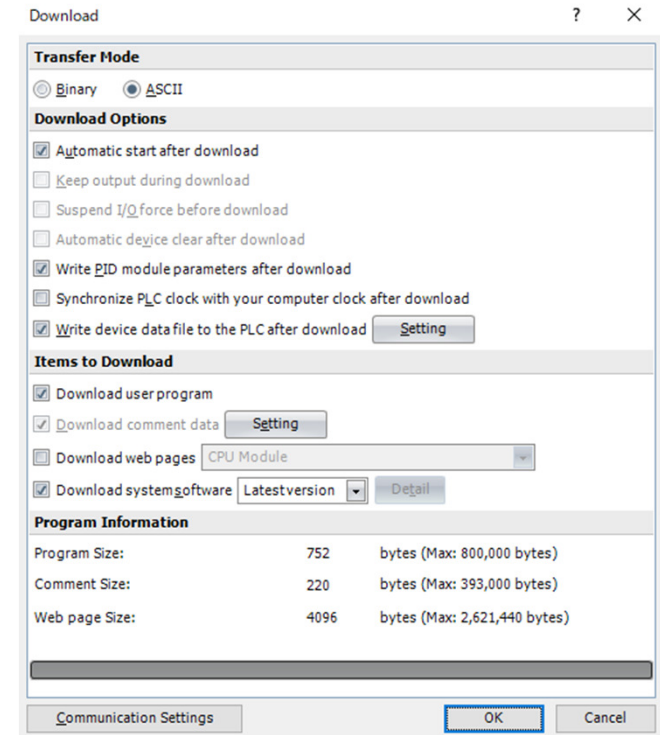 Download ?
Transfer Mode
Binary ASCII
Download Options
Automatic start after download
Keep output during download
Suspend I/O force before download
Automatic device clear after download
Write PID module parameters after download
Synchronize PLC clock with your computer clock after download
Write device data file to the PLC after download Setting
Items to Download
Download user program
Download comment data Setting
Download web pages CPU Module
Download system software Latest version Detail
Program Information
Program Size: 752 bytes (Max: 800,000 bytes)
Comment Size: 220 bytes (Max: 393,000 bytes)
Web page Size: 4096 bytes (Max: 2,621,440 bytes)
Communication Settings OK Cancel